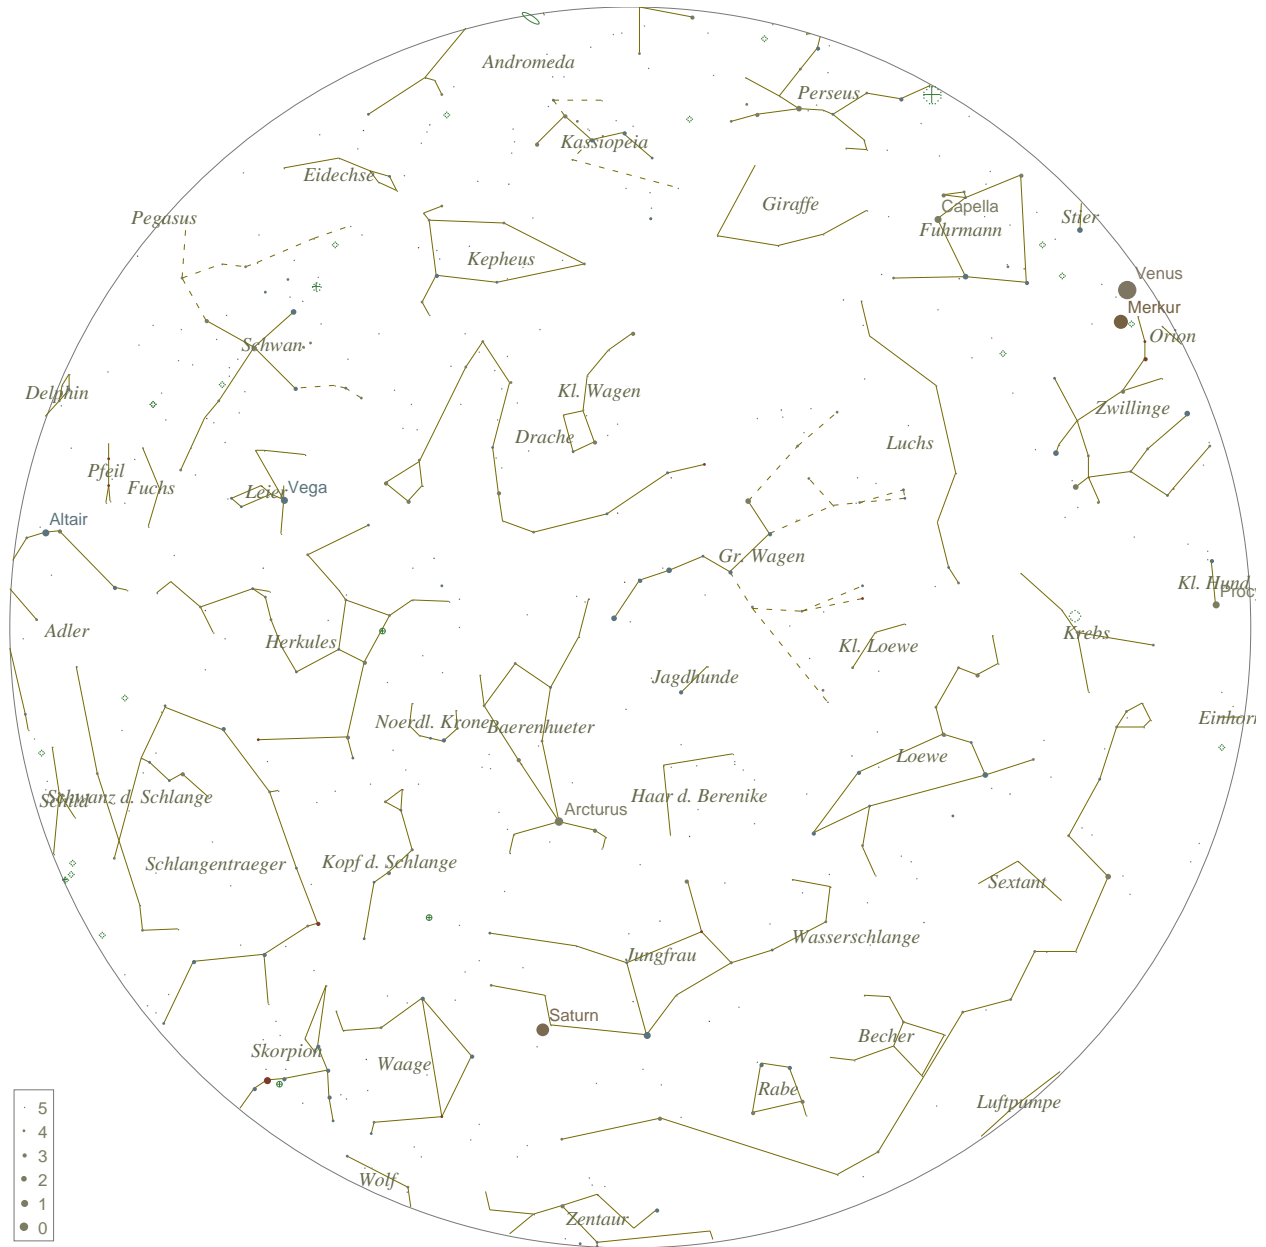 Andromeda
Perseus
Kassiopeia
Eidechse
Giraffe
Capella
Pegasus
Stier
Fuhrmann
Kepheus
Venus
Merkur
Orion
Schwan
Delphin
Kl. Wagen
Zwillinge
Drache
Luchs
Pfeil
Fuchs
Leier
Vega
Altair
Gr. Wagen
Kl. Hund
Adler
Herkules
Kl. Loewe
Krebs
Jagdhunde
Noerdl. Krone
Baerenhueter
Einhorn
Loewe
Schwanz d. Schlange
Schild
Haar d. Berenike
Arcturus
Schlangentraeger
Kopf d. Schlange
Sextant
Wasserschlange
Jungfrau
Saturn
Becher
Skorpion
Waage
Rabe
Luftpumpe
5
4
3
2
1
0
Wolf
Zentaur